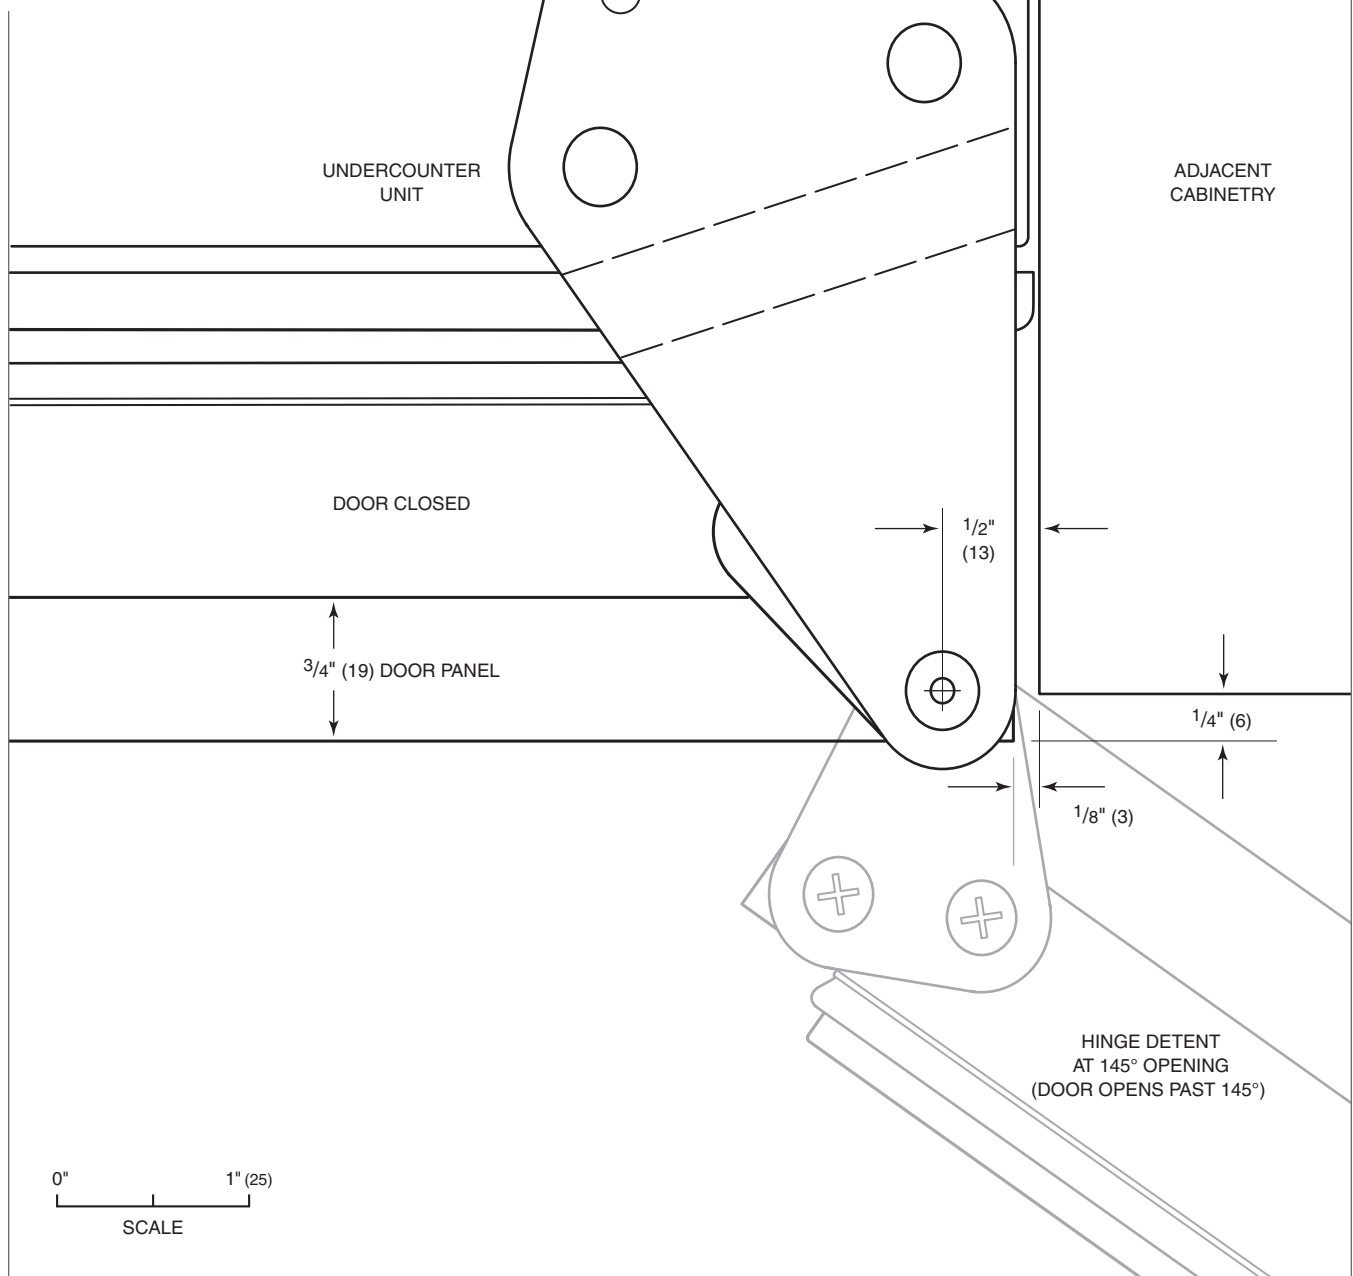 UNDERCOUNTER
UNIT
ADJACENT
CABINETRY
DOOR CLOSED
1/2"
(13)
3/4" (19) DOOR PANEL
1/4" (6)
1/8" (3)
HINGE DETENT
AT 145° OPENING
(DOOR OPENS PAST 145°)
0" 1" (25)
SCALE